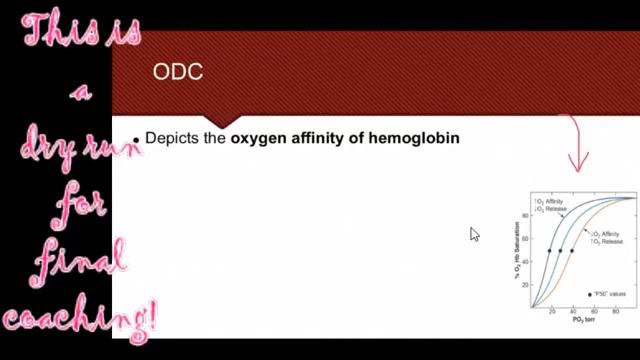 This is
a
dry run
for
final
coaching!
ODC
• Depicts the oxygen affinity of hemoglobin
↑O2 Affinity
↓O2 Release
↓O2 Affinity
↑O2 Release
"P50" values
% O2 Hb Saturation
80
60
40
20
20 40 60 80
PO2 torr